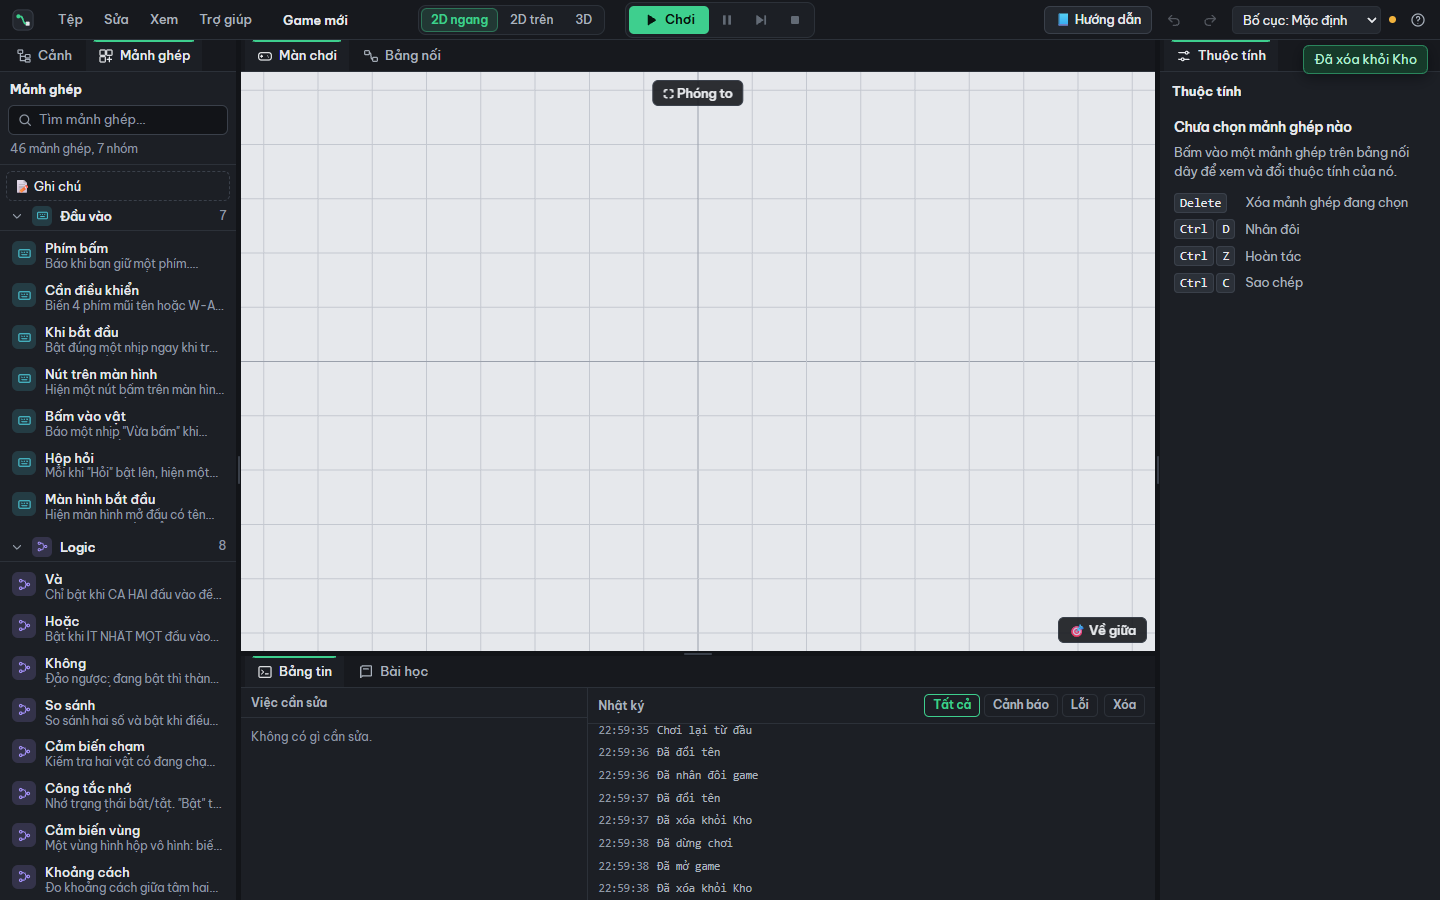 Tệp Sửa Xem Trợ giúp Game mới 2D ngang 2D trên 3D Chơi Hướng dẫn Bố cục: Mặc định
Cảnh Mảnh ghép
Màn chơi Bảng nối
Thuộc tính
Đã xóa khỏi Kho
Mảnh ghép
Tìm mảnh ghép...
46 mảnh ghép, 7 nhóm
Ghi chú
Đầu vào 7
Phím bấm
Báo khi bạn giữ một phím....
Cần điều khiển
Biến 4 phím mũi tên hoặc W-A...
Khi bắt đầu
Bật đúng một nhịp ngay khi tr...
Nút trên màn hình
Hiện một nút bấm trên màn hìn...
Bấm vào vật
Báo một nhịp "Vừa bấm" khi...
Hộp hỏi
Mỗi khi "Hỏi" bật lên, hiện một...
Màn hình bắt đầu
Hiện màn hình mở đầu có tên...
Logic 8
Và
Chỉ bật khi CẢ HAI đầu vào đề...
Hoặc
Bật khi ÍT NHẤT MỘT đầu vào...
Không
Đảo ngược: đang bật thì thàn...
So sánh
So sánh hai số và bật khi điều...
Cảm biến chạm
Kiểm tra hai vật có đang chạ...
Công tắc nhớ
Nhớ trạng thái bật/tắt. "Bật" t...
Cảm biến vùng
Một vùng hình hộp vô hình: biế...
Khoảng cách
Đo khoảng cách giữa tâm hai...
Phóng to
Về giữa
Bảng tin Bài học
Việc cần sửa
Không có gì cần sửa.
Nhật ký Tất cả Cảnh báo Lỗi Xóa
22:59:35 Chơi lại từ đầu
22:59:36 Đã đổi tên
22:59:36 Đã nhân đôi game
22:59:37 Đã đổi tên
22:59:37 Đã xóa khỏi Kho
22:59:38 Đã dừng chơi
22:59:38 Đã mở game
22:59:38 Đã xóa khỏi Kho
Thuộc tính
Chưa chọn mảnh ghép nào
Bấm vào một mảnh ghép trên bảng nối
dây để xem và đổi thuộc tính của nó.
Delete Xóa mảnh ghép đang chọn
Ctrl D Nhân đôi
Ctrl Z Hoàn tác
Ctrl C Sao chép